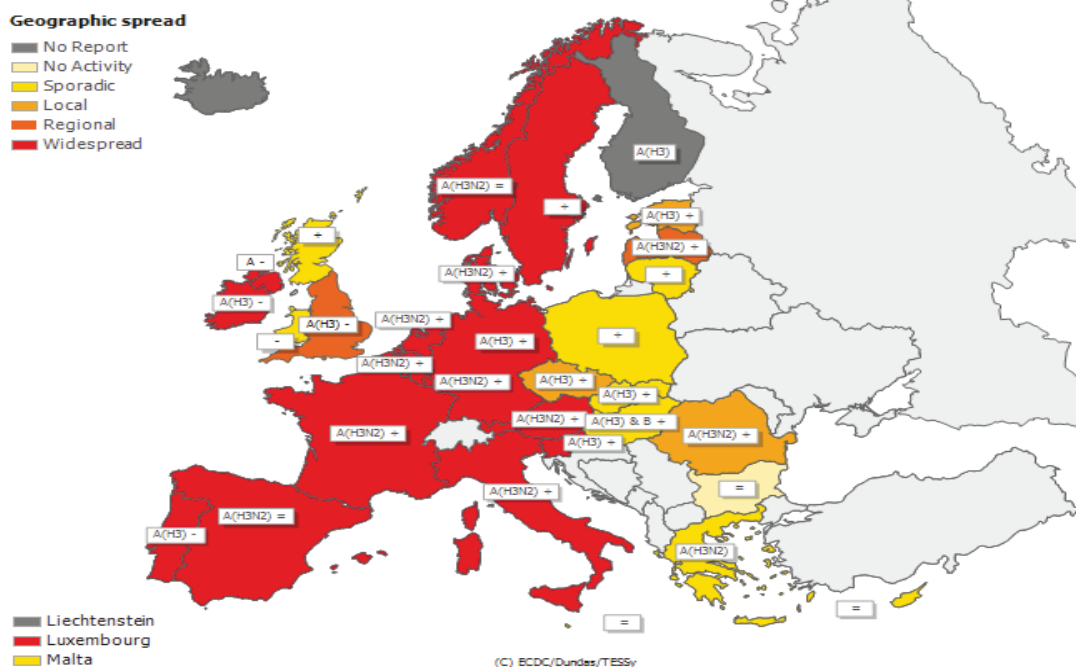 Geographic spread
No Report
No Activity
Sporadic
Local
Regional
Widespread
A(H3)
A(H3N2) =
+
A(H3) +
+
A(H3N2) +
A -
A(H3N2) +
+
A(H3) -
A(H3N2) +
A(H3) -
+
-
A(H3) +
A(H3N2) +
A(H3N2) +
A(H3) +
A(H3) +
A(H3N2) +
A(H3) & B +
A(H3N2) +
A(H3N2) +
A(H3) +
A(H3N2) +
=
A(H3N2) =
A(H3) -
A(H3N2)
=
=
Liechtenstein
Luxembourg
Malta
(C) ECDC/Dundas/TESSy